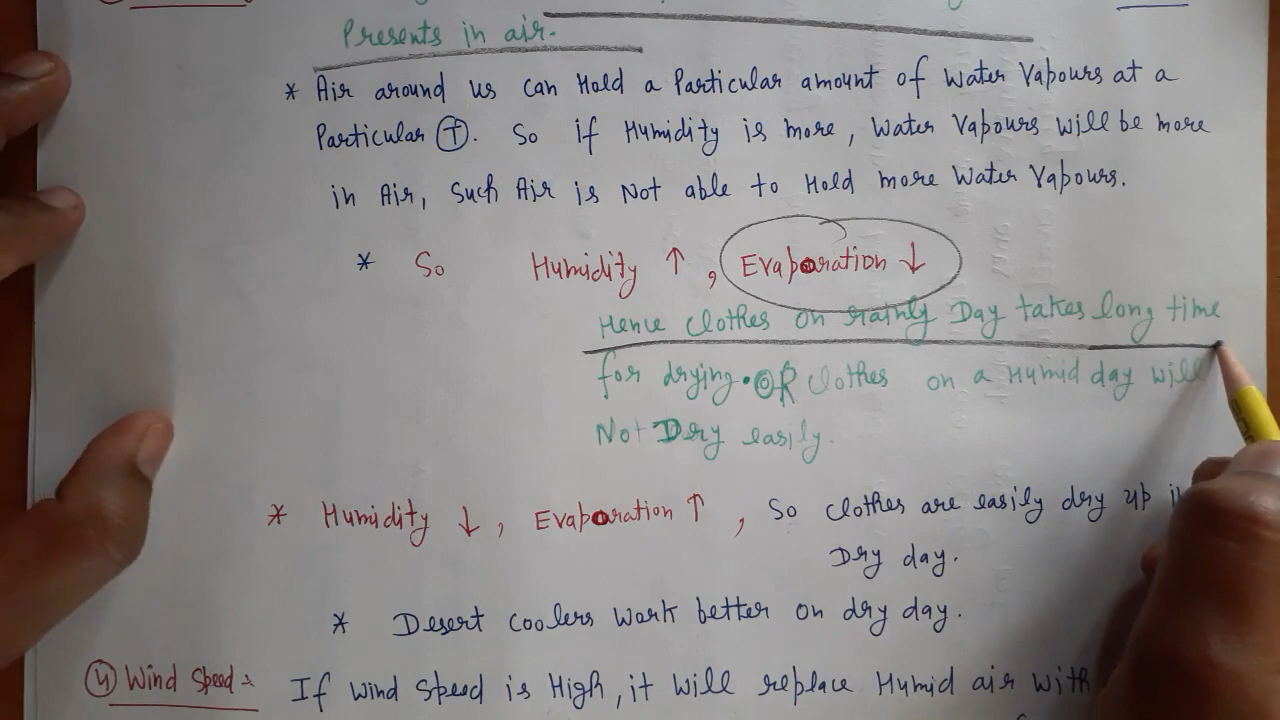 Presents in air.
* Air around us can Hold a Particular amount of Water Vapours at a
Particular (T). So if Humidity is more, Water Vapours will be more
in Air, Such Air is Not able to Hold more Water Vapours.
* So Humidity ↑, Evaporation ↓
Hence clothes on rainly Day takes long time
for drying. OR clothes on a Humid day will
Not Dry easily.
* Humidity ↓, Evaporation ↑, So clothes are easily dry up
Dry day.
* Desert coolers work better on dry day.
(4) Wind Speed:- If wind speed is High, it will replace Humid air with